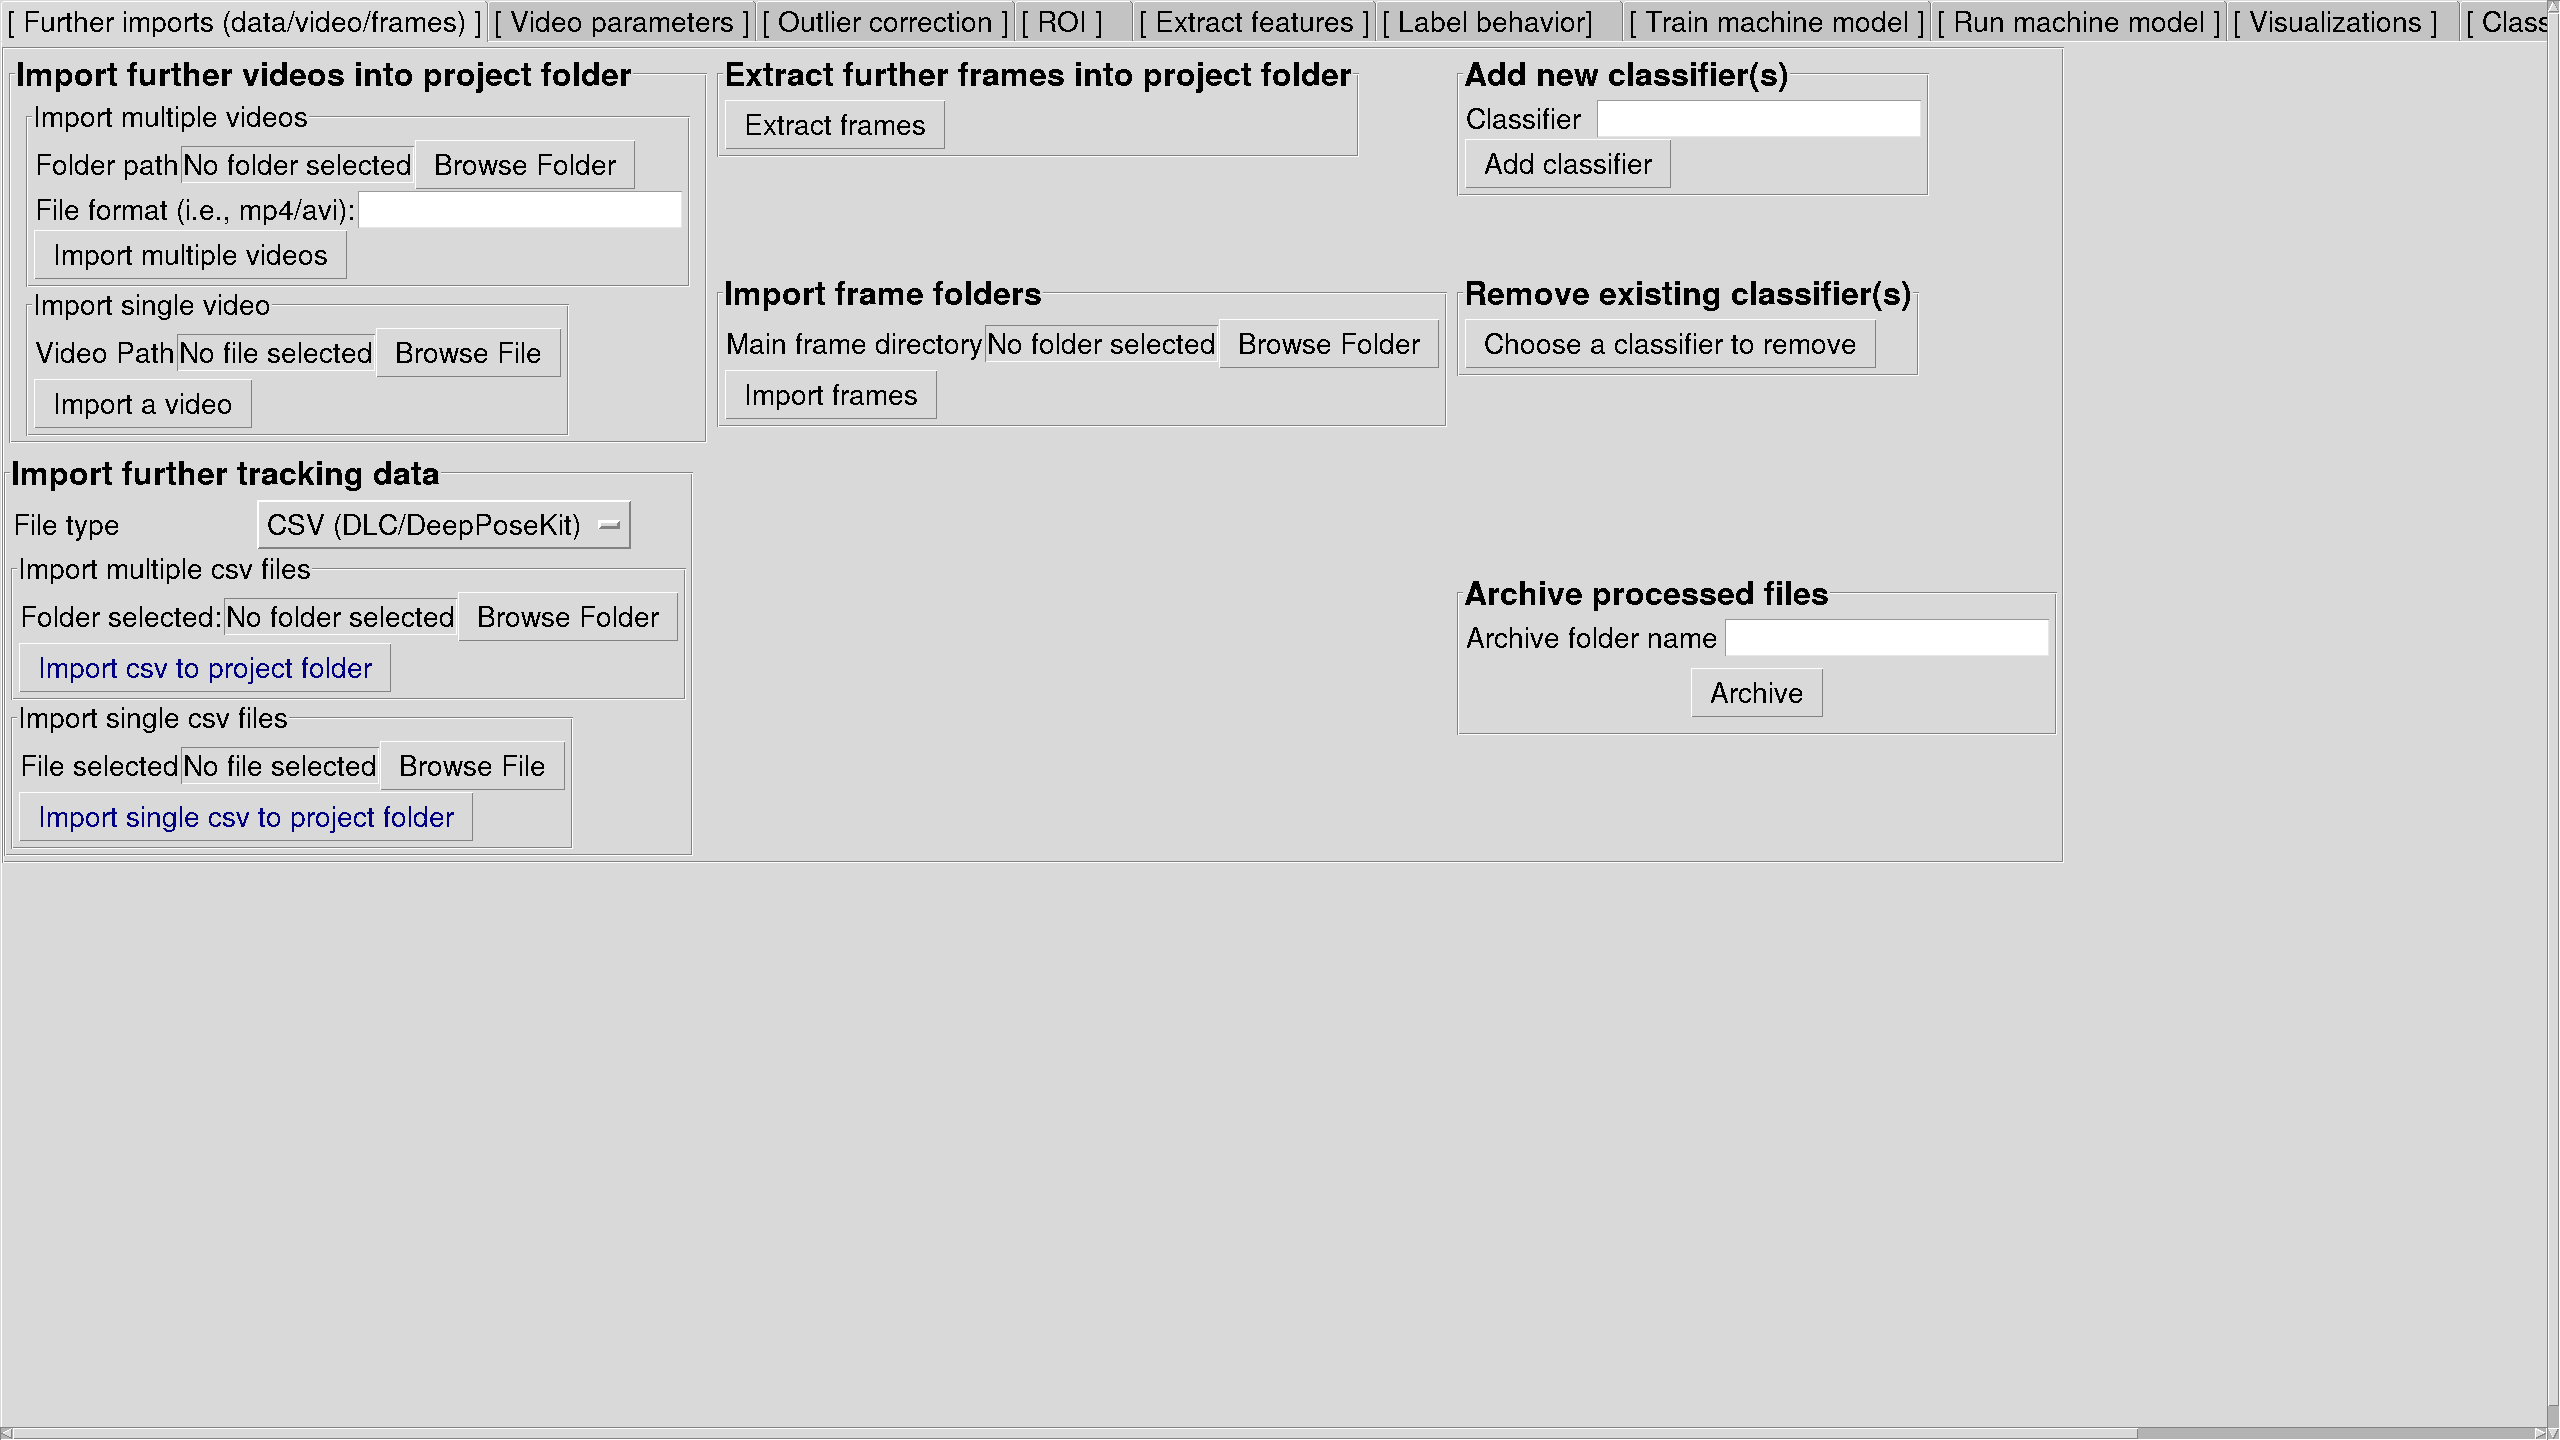 [ Further imports (data/video/frames) ] [ Video parameters ] [ Outlier correction ] [ ROI ] [ Extract features ] [ Label behavior] [ Train machine model ] [ Run machine model ] [ Visualizations ] [ Class
Import further videos into project folder
Import multiple videos
Folder path No folder selected Browse Folder
File format (i.e., mp4/avi):
Import multiple videos
Import single video
Video Path No file selected Browse File
Import a video
Import further tracking data
File type CSV (DLC/DeepPoseKit)
Import multiple csv files
Folder selected: No folder selected Browse Folder
Import csv to project folder
Import single csv files
File selected No file selected Browse File
Import single csv to project folder
Extract further frames into project folder
Extract frames
Import frame folders
Main frame directory No folder selected Browse Folder
Import frames
Add new classifier(s)
Classifier
Add classifier
Remove existing classifier(s)
Choose a classifier to remove
Archive processed files
Archive folder name
Archive